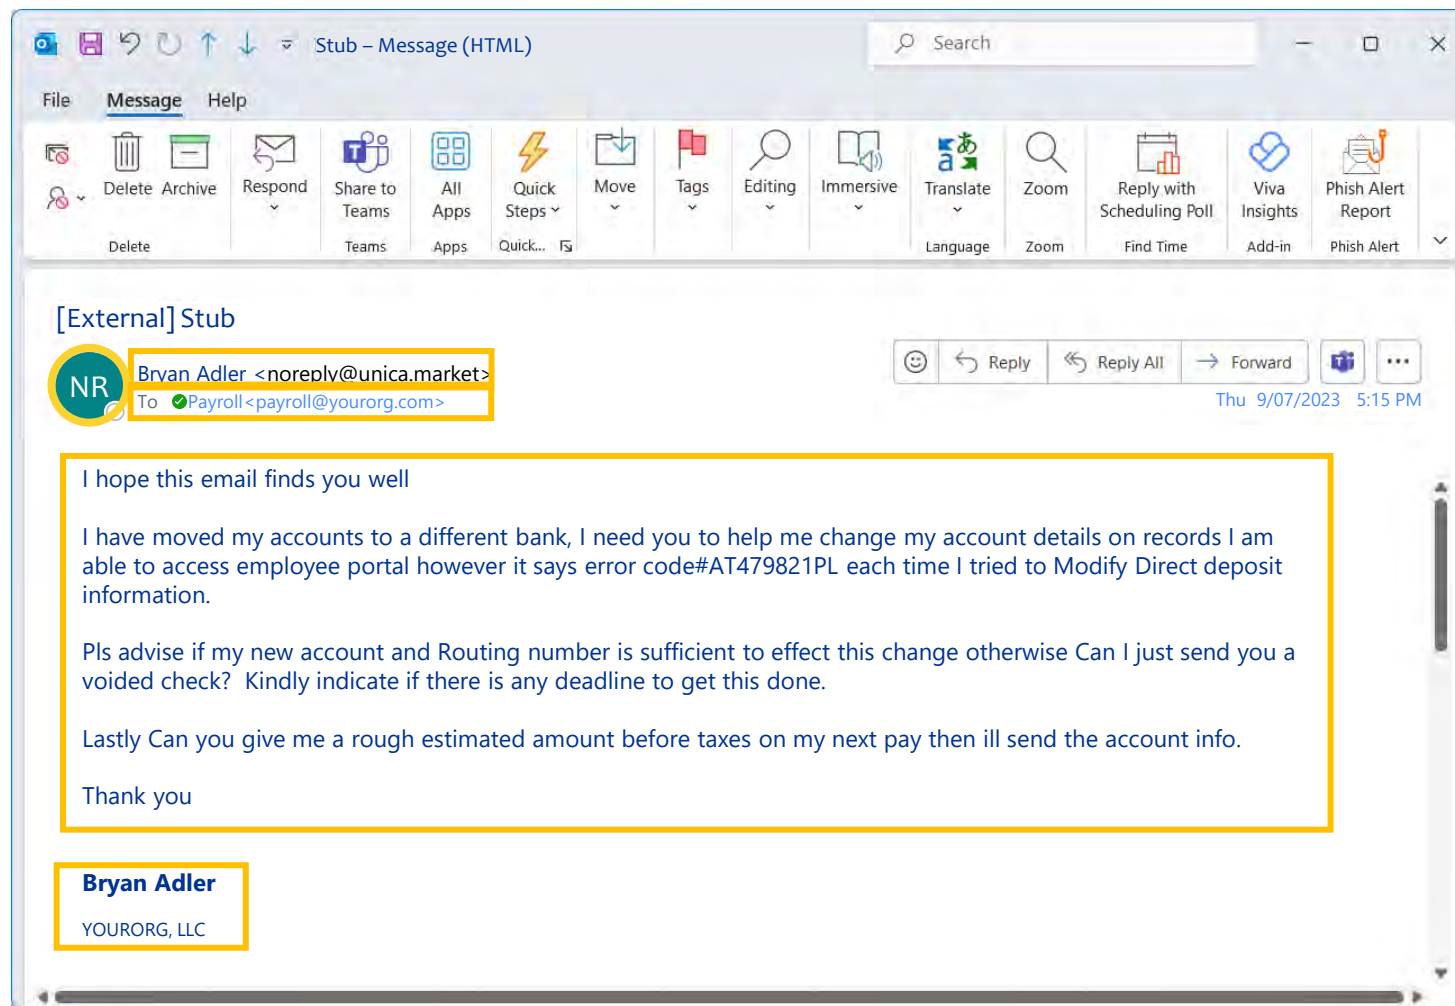 Stub – Message (HTML)
Search
File Message Help
Delete Archive Respond Share to Teams All Apps Quick Steps Move Tags Editing Immersive Translate Zoom Reply with Scheduling Poll Viva Insights Phish Alert Report
Delete Teams Apps Quick... Language Zoom Find Time Add-in Phish Alert
[External] Stub
NR
Bryan Adler <noreply@unica.market>
Reply Reply All Forward
To Payroll<payroll@yourorg.com>
Thu 9/07/2023 5:15 PM
I hope this email finds you well
I have moved my accounts to a different bank, I need you to help me change my account details on records I am
able to access employee portal however it says error code#AT479821PL each time I tried to Modify Direct deposit
information.
Pls advise if my new account and Routing number is sufficient to effect this change otherwise Can I just send you a
voided check? Kindly indicate if there is any deadline to get this done.
Lastly Can you give me a rough estimated amount before taxes on my next pay then ill send the account info.
Thank you
Bryan Adler
YOURORG, LLC